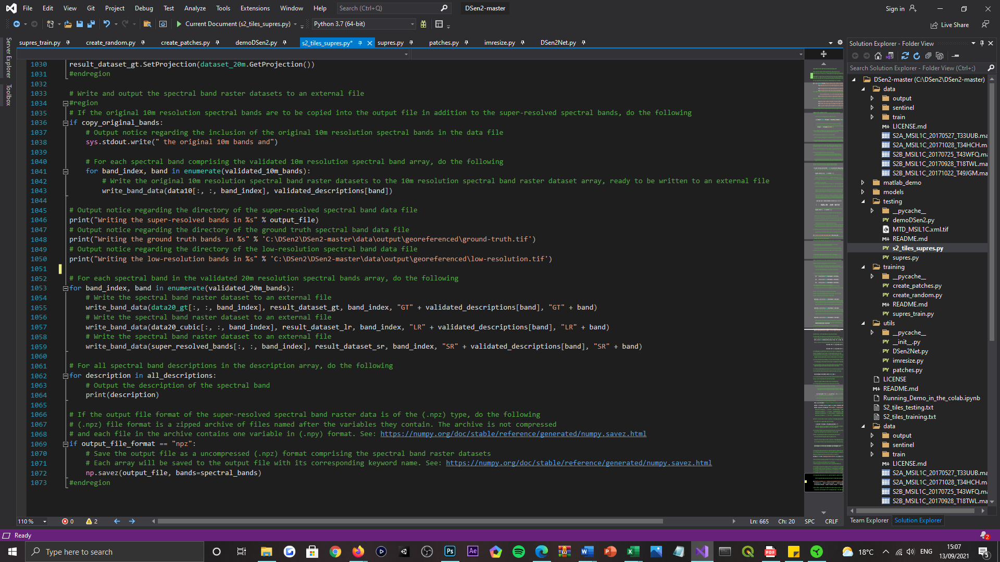 File Edit View Git Project Debug Test Analyze Tools Extensions Window Help Search (Ctrl+Q) DSen2-master Sign in
Current Document (s2_tiles_supres.py) Python 3.7 (64-bit) Live Share
supres_train.py create_random.py create_patches.py demoDSen2.py s2_tiles_supres.py* supres.py patches.py imresize.py DSen2Net.py
Server Explorer
Toolbox
1030 result_dataset_gt.SetProjection(dataset_20m.GetProjection())
1031 #endregion
1032
1033 # Write and output the spectral band raster datasets to an external file
1034 #region
1035 # If the original 10m resolution spectral bands are to be copied into the output file in addition to the super-resolved spectral bands, do the following
1036 if copy_original_bands:
1037 # Output notice regarding the inclusion of the original 10m resolution spectral bands in the data file
1038 sys.stdout.write(" the original 10m bands and")
1039
1040 # For each spectral band comprising the validated 10m resolution spectral band array, do the following
1041 for band_index, band in enumerate(validated_10m_bands):
1042 # Write the original 10m resolution spectral band raster datasets to the 10m resolution spectral band raster dataset array, ready to be written to an external file
1043 write_band_data(data10[:, :, band_index], validated_descriptions[band])
1044
1045 # Output notice regarding the directory of the super-resolved spectral band data file
1046 print("Writing the super-resolved bands in %s" % output_file)
1047 # Output notice regarding the directory of the ground truth spectral band data file
1048 print("Writing the ground truth bands in %s" % 'C:\DSen2\DSen2-master\data\output\georeferenced\ground-truth.tif')
1049 # Output notice regarding the directory of the low-resolution spectral band data file
1050 print("Writing the low-resolution bands in %s" % 'C:\DSen2\DSen2-master\data\output\georeferenced\low-resolution.tif')
1051
1052 # For each spectral band in the validated 20m resolution spectral bands array, do the following
1053 for band_index, band in enumerate(validated_20m_bands):
1054 # Write the spectral band raster dataset to an external file
1055 write_band_data(data20_gt[:, :, band_index], result_dataset_gt, band_index, "GT" + validated_descriptions[band], "GT" + band)
1056 # Write the spectral band raster dataset to an external file
1057 write_band_data(data20_cubic[:, :, band_index], result_dataset_lr, band_index, "LR" + validated_descriptions[band], "LR" + band)
1058 # Write the spectral band raster dataset to an external file
1059 write_band_data(super_resolved_bands[:, :, band_index], result_dataset_sr, band_index, "SR" + validated_descriptions[band], "SR" + band)
1060
1061 # For all spectral band descriptions in the description array, do the following
1062 for description in all_descriptions:
1063 # Output the description of the spectral band
1064 print(description)
1065
1066 # If the output file format of the super-resolved spectral band raster data is of the (.npz) type, do the following
1067 # (.npz) file format is a zipped archive of files named after the variables they contain. The archive is not compressed
1068 # and each file in the archive contains one variable in (.npy) format. See: https://numpy.org/doc/stable/reference/generated/numpy.savez.html
1069 if output_file_format == "npz":
1070 # Save the output file as a uncompressed (.npz) format comprising the spectral band raster datasets
1071 # Each array will be saved to the output file with its corresponding keyword name. See: https://numpy.org/doc/stable/reference/generated/numpy.savez.html
1072 np.savez(output_file, bands=spectral_bands)
1073 #endregion
110 % 0 2 Ln: 665 Ch: 20 SPC CRLF
Solution Explorer - Folder View
Search Solution Explorer - Folder View (Ctrl+;)
DSen2-master (C:\DSen2\DSen2-master)
data
output
sentinel
train
LICENSE.md
S2A_MSIL1C_20170527_T33UUB.ma
S2A_MSIL1C_20171028_T34HCH.ma
S2B_MSIL1C_20170725_T43WFQ.ma
S2B_MSIL1C_20170928_T18TWL.ma
S2B_MSIL1C_20171022_T49JGM.ma
matlab_demo
models
testing
__pycache__
demoDSen2.py
MTD_MSIL1C.xml.tif
README.md
s2_tiles_supres.py
supres.py
training
__pycache__
create_patches.py
create_random.py
README.md
supres_train.py
utils
__pycache__
__init__.py
DSen2Net.py
imresize.py
patches.py
LICENSE
README.md
Running_Demo_in_the_colab.ipynb
S2_tiles_testing.txt
S2_tiles_training.txt
data
output
sentinel
train
LICENSE.md
S2A_MSIL1C_20170527_T33UUB.ma
S2A_MSIL1C_20171028_T34HCH.ma
S2B_MSIL1C_20170725_T43WFQ.ma
S2B_MSIL1C_20170928_T18TWL.ma
Team Explorer Solution Explorer
Ready 2
Type here to search Ps Ae PDF 18°C ENG 15:07
13/09/2021 5